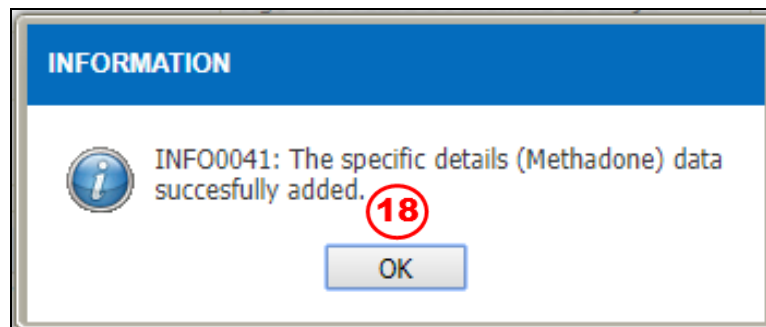 INFORMATION
INFO0041: The specific details (Methadone) data
succesfully added.
18
OK